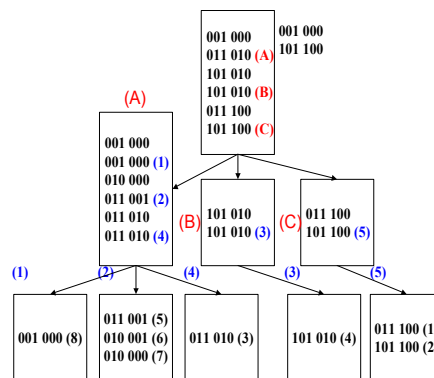 001 000
101 100
001 000
011 010 (A)
101 010
101 010 (B)
011 100
101 100 (C)
(A)
001 000
001 000 (1)
010 000
011 001 (2)
011 010
011 010 (4)
(B)
101 010
101 010 (3)
(C)
011 100
101 100 (5)
(1)
(2)
(4)
(3)
(5)
001 000 (8)
011 001 (5)
010 001 (6)
010 000 (7)
011 010 (3)
101 010 (4)
011 100 (1
101 100 (2